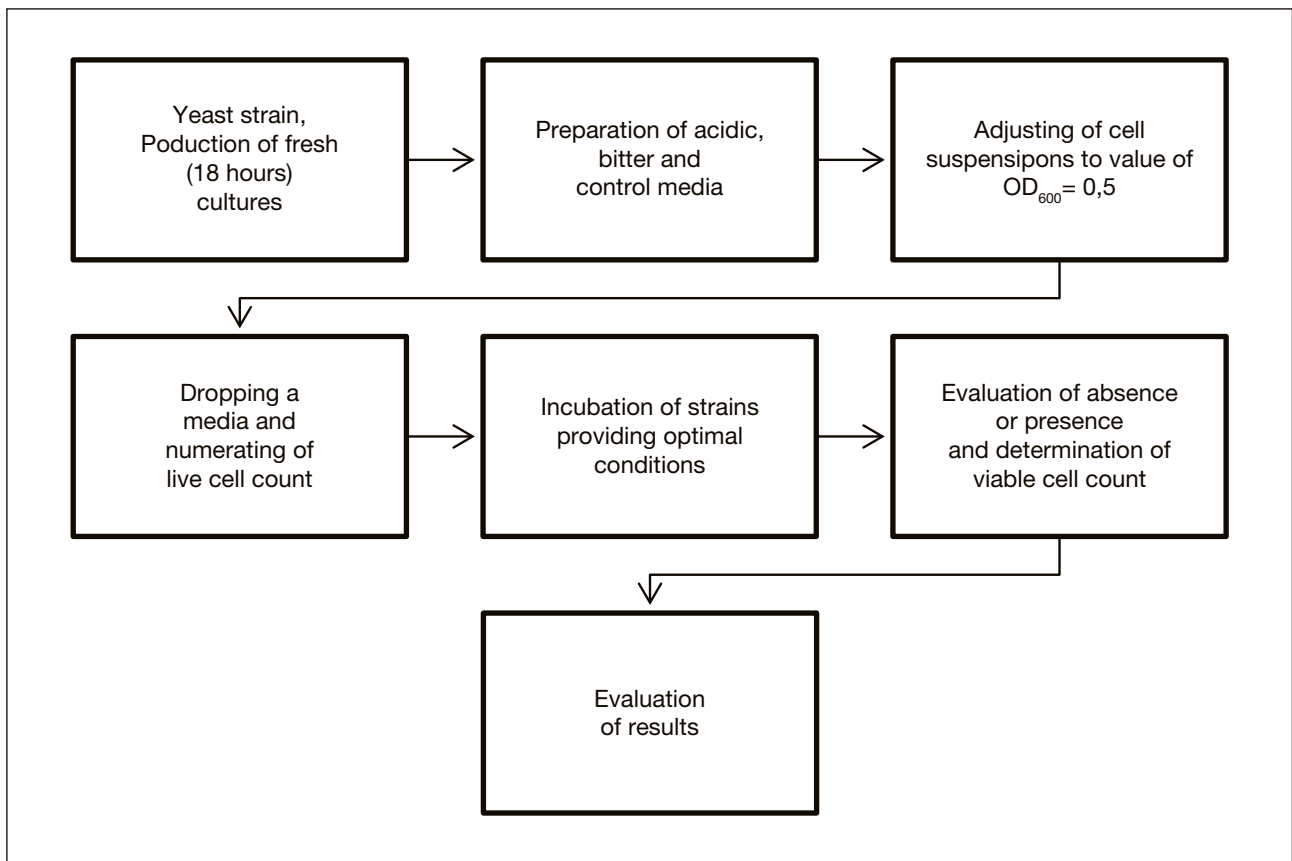 Yeast strain,
Poduction of fresh
(18 hours)
cultures
Preparation of acidic,
bitter and
control media
Adjusting of cell
suspensipons to value of
OD₆₀₀= 0,5
Dropping a
media and
numerating of
live cell count
Incubation of strains
providing optimal
conditions
Evaluation of absence
or presence
and determination of
viable cell count
Evaluation
of results